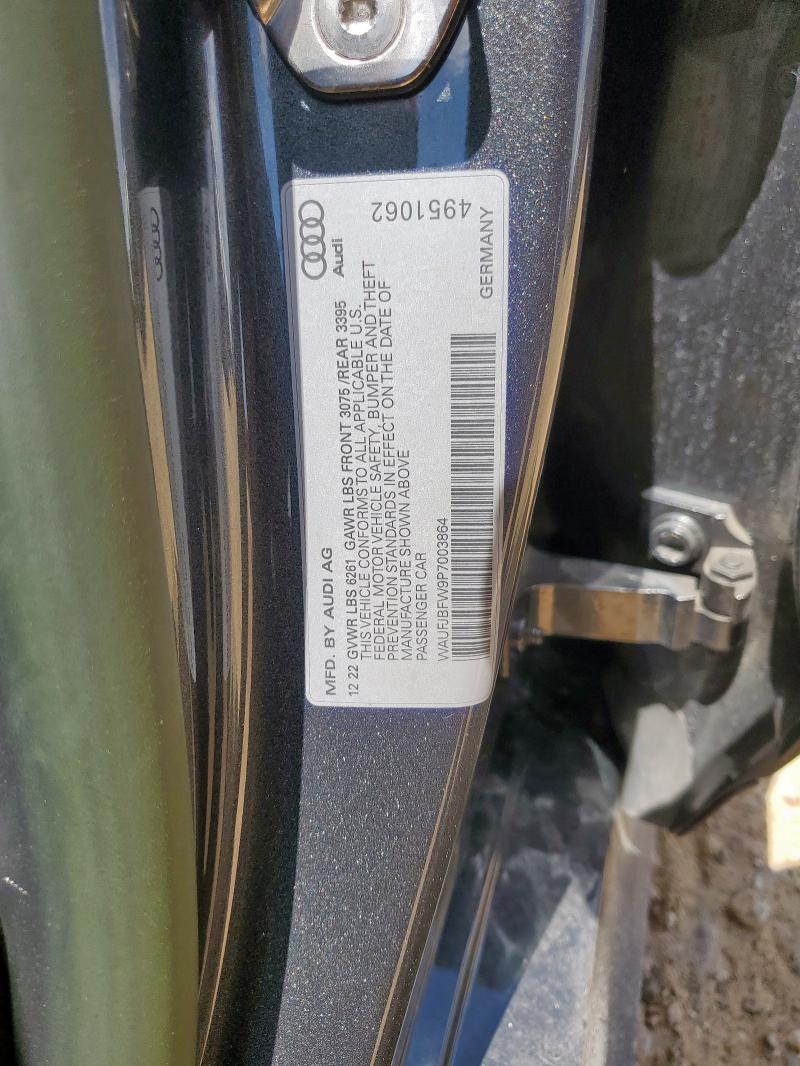 MFD. BY AUDI AG
Audi
12 22 GVWR LBS 6261 GAWR LBS FRONT 3075 /REAR 3395
THIS VEHICLE CONFORMS TO ALL APPLICABLE U.S.
FEDERAL MOTOR VEHICLE SAFETY, BUMPER AND THEFT
PREVENTION STANDARDS IN EFFECT ON THE DATE OF
MANUFACTURE SHOWN ABOVE
PASSENGER CAR
4951062
WAUFJBFW9P7003864
GERMANY